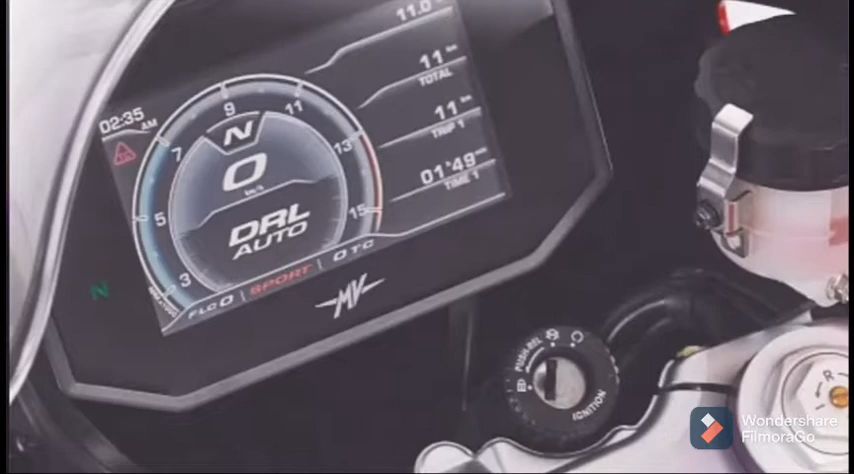 11.0
11 km
TOTAL
11 km
TRIP 1
01'49
TIME 1
02:35 AM
TC
3
5
7
9
11
13
15
N
0
km/h
DRL
AUTO
FLC 0 | SPORT | 0 TC
N
MV
PUSH-REL
IGNITION
R
Wondershare
FilmoraGo